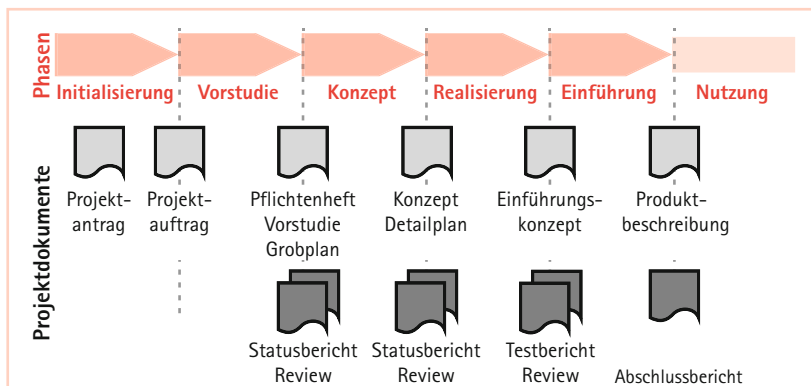 Phasen
Initialisierung Vorstudie Konzept Realisierung Einführung Nutzung
Projektdokumente
Projekt-
antrag
Projekt-
auftrag
Pflichtenheft
Vorstudie
Grobplan
Konzept
Detailplan
Einführungs-
konzept
Produkt-
beschreibung
Statusbericht
Review
Statusbericht
Review
Testbericht
Review
Abschlussbericht